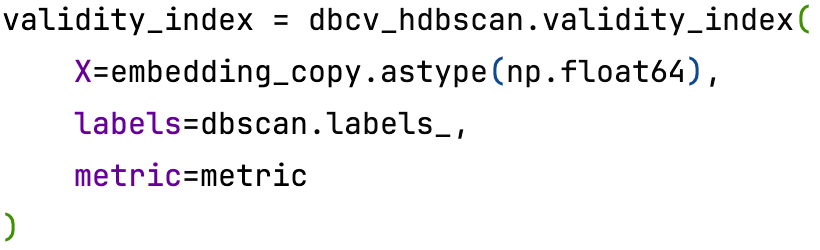 validity_index = dbcv_hdbscan.validity_index(
    X=embedding_copy.astype(np.float64),
    labels=dbscan.labels_,
    metric=metric
)